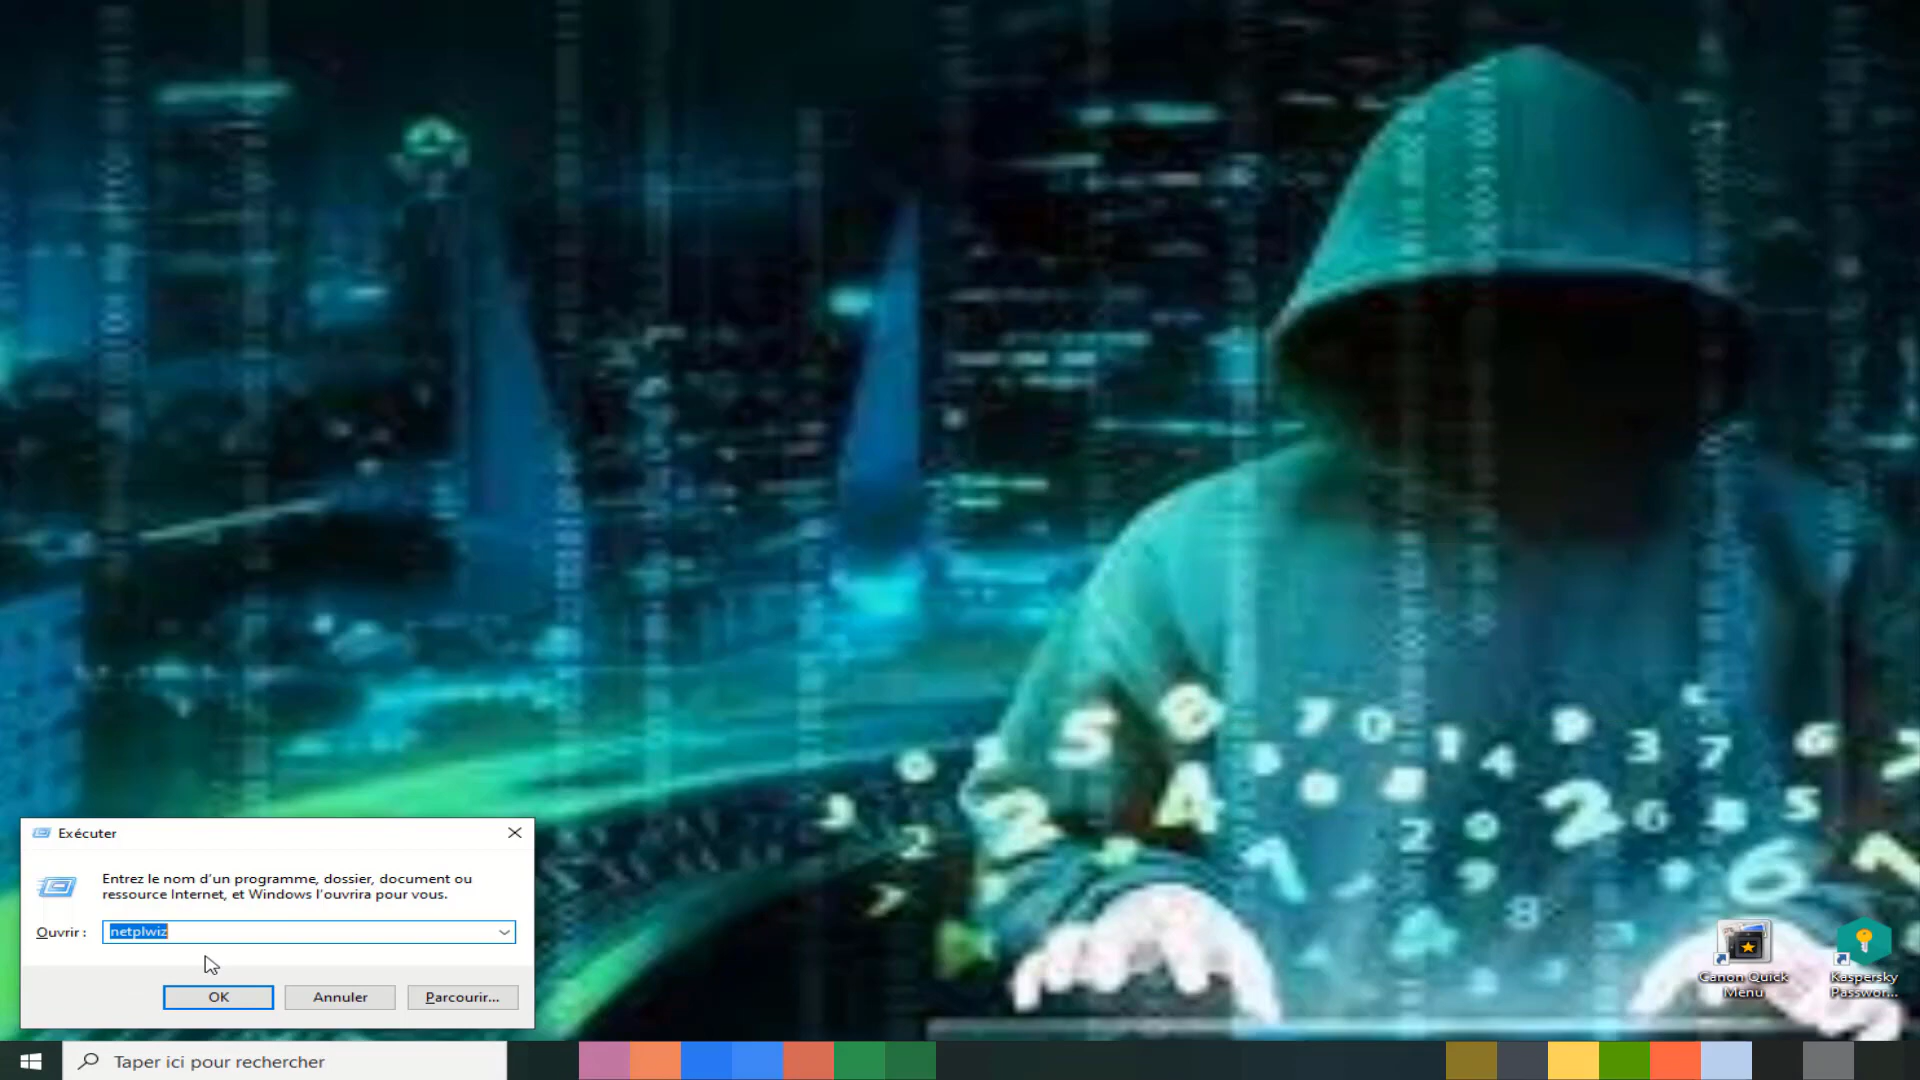 Exécuter
Entrez le nom d'un programme, dossier, document ou
ressource Internet, et Windows l'ouvrira pour vous.
Ouvrir :
netplwiz
OK
Annuler
Parcourir...
Canon Quick
Menu
Kaspersky
Passwor...
Taper ici pour rechercher